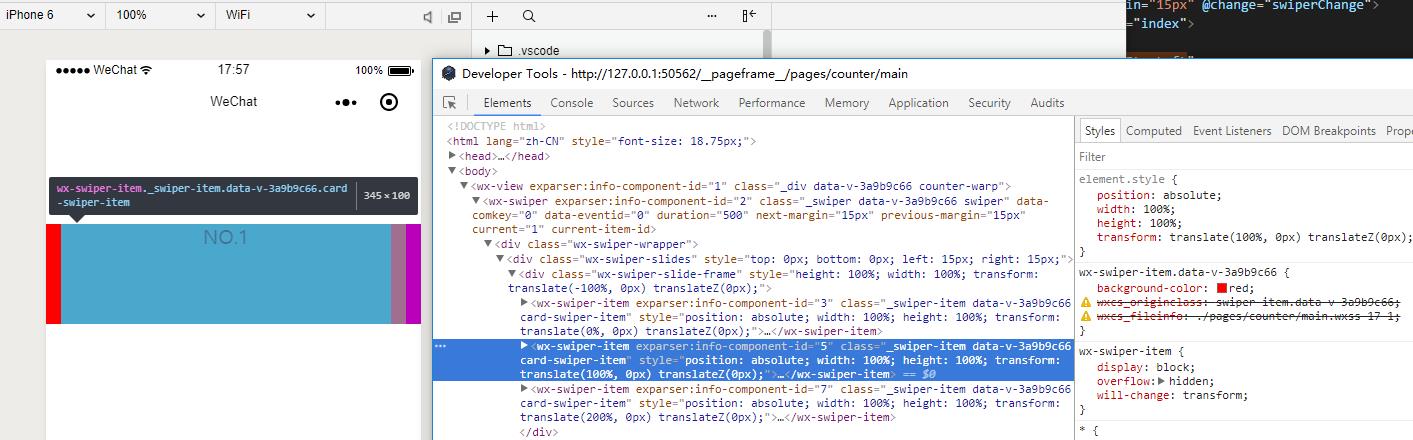 iPhone 6 100% WiFi
in="15px" @change="swiperChange">
="index">
.vscode
WeChat 17:57 100%
WeChat
wx-swiper-item._swiper-item.data-v-3a9b9c66.card
-swiper-item
345 × 100
NO.1
Developer Tools - http://127.0.0.1:50562/__pageframe__/pages/counter/main
Elements Console Sources Network Performance Memory Application Security Audits
<!DOCTYPE html>
<html lang="zh-CN" style="font-size: 18.75px;">
<head>…</head>
<body>
<wx-view exparser:info-component-id="1" class="_div data-v-3a9b9c66 counter-warp">
<wx-swiper exparser:info-component-id="2" class="_swiper data-v-3a9b9c66 swiper" data-
comkey="0" data-eventid="0" duration="500" next-margin="15px" previous-margin="15px"
current="1" current-item-id>
<div class="wx-swiper-wrapper">
<div class="wx-swiper-slides" style="top: 0px; bottom: 0px; left: 15px; right: 15px;">
<div class="wx-swiper-slide-frame" style="height: 100%; width: 100%; transform:
translate(-100%, 0px) translateZ(0px);">
<wx-swiper-item exparser:info-component-id="3" class="_swiper-item data-v-3a9b9c66
card-swiper-item" style="position: absolute; width: 100%; height: 100%; transform:
translate(0%, 0px) translateZ(0px);">…</wx-swiper-item>
<wx-swiper-item exparser:info-component-id="5" class="_swiper-item data-v-3a9b9c66
card-swiper-item" style="position: absolute; width: 100%; height: 100%; transform:
translate(100%, 0px) translateZ(0px);">…</wx-swiper-item> == $0
<wx-swiper-item exparser:info-component-id="7" class="_swiper-item data-v-3a9b9c66
card-swiper-item" style="position: absolute; width: 100%; height: 100%; transform:
translate(200%, 0px) translateZ(0px);">…</wx-swiper-item>
</div>
Styles Computed Event Listeners DOM Breakpoints Prope
Filter
element.style {
position: absolute;
width: 100%;
height: 100%;
transform: translate(100%, 0px) translateZ(0px);
}
wx-swiper-item.data-v-3a9b9c66 {
background-color: red;
wxcs_originclass: swiper-item.data-v-3a9b9c66;
wxcs_fileinfo: ./pages/counter/main.wxss 17 1;
}
wx-swiper-item {
display: block;
overflow: hidden;
will-change: transform;
}
* {